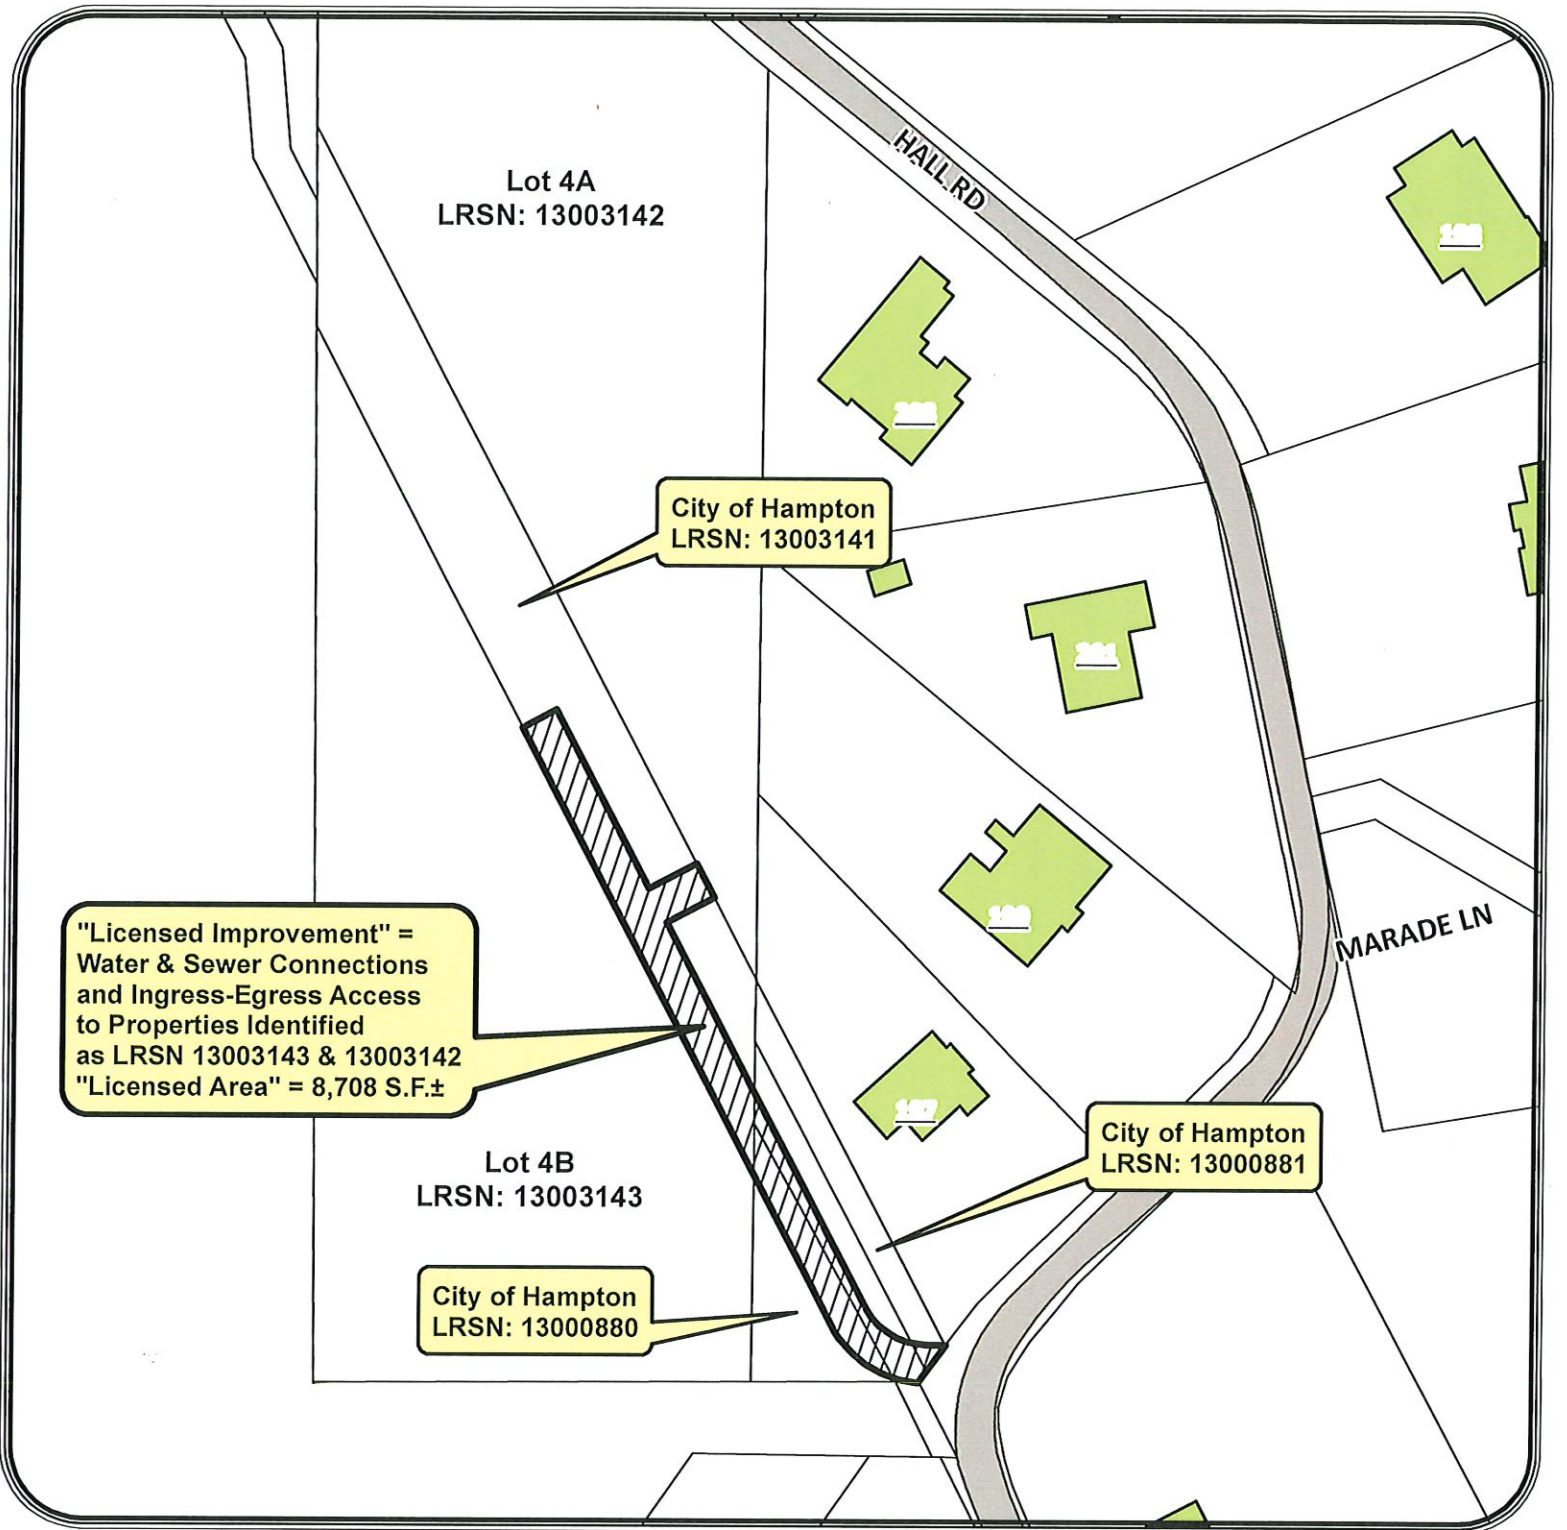 Lot 4A
LRSN: 13003142
HALL RD
City of Hampton
LRSN: 13003141
"Licensed Improvement" =
Water & Sewer Connections
and Ingress-Egress Access
to Properties Identified
as LRSN 13003143 & 13003142
"Licensed Area" = 8,708 S.F.±
MARADE LN
City of Hampton
LRSN: 13000881
Lot 4B
LRSN: 13003143
City of Hampton
LRSN: 13000880